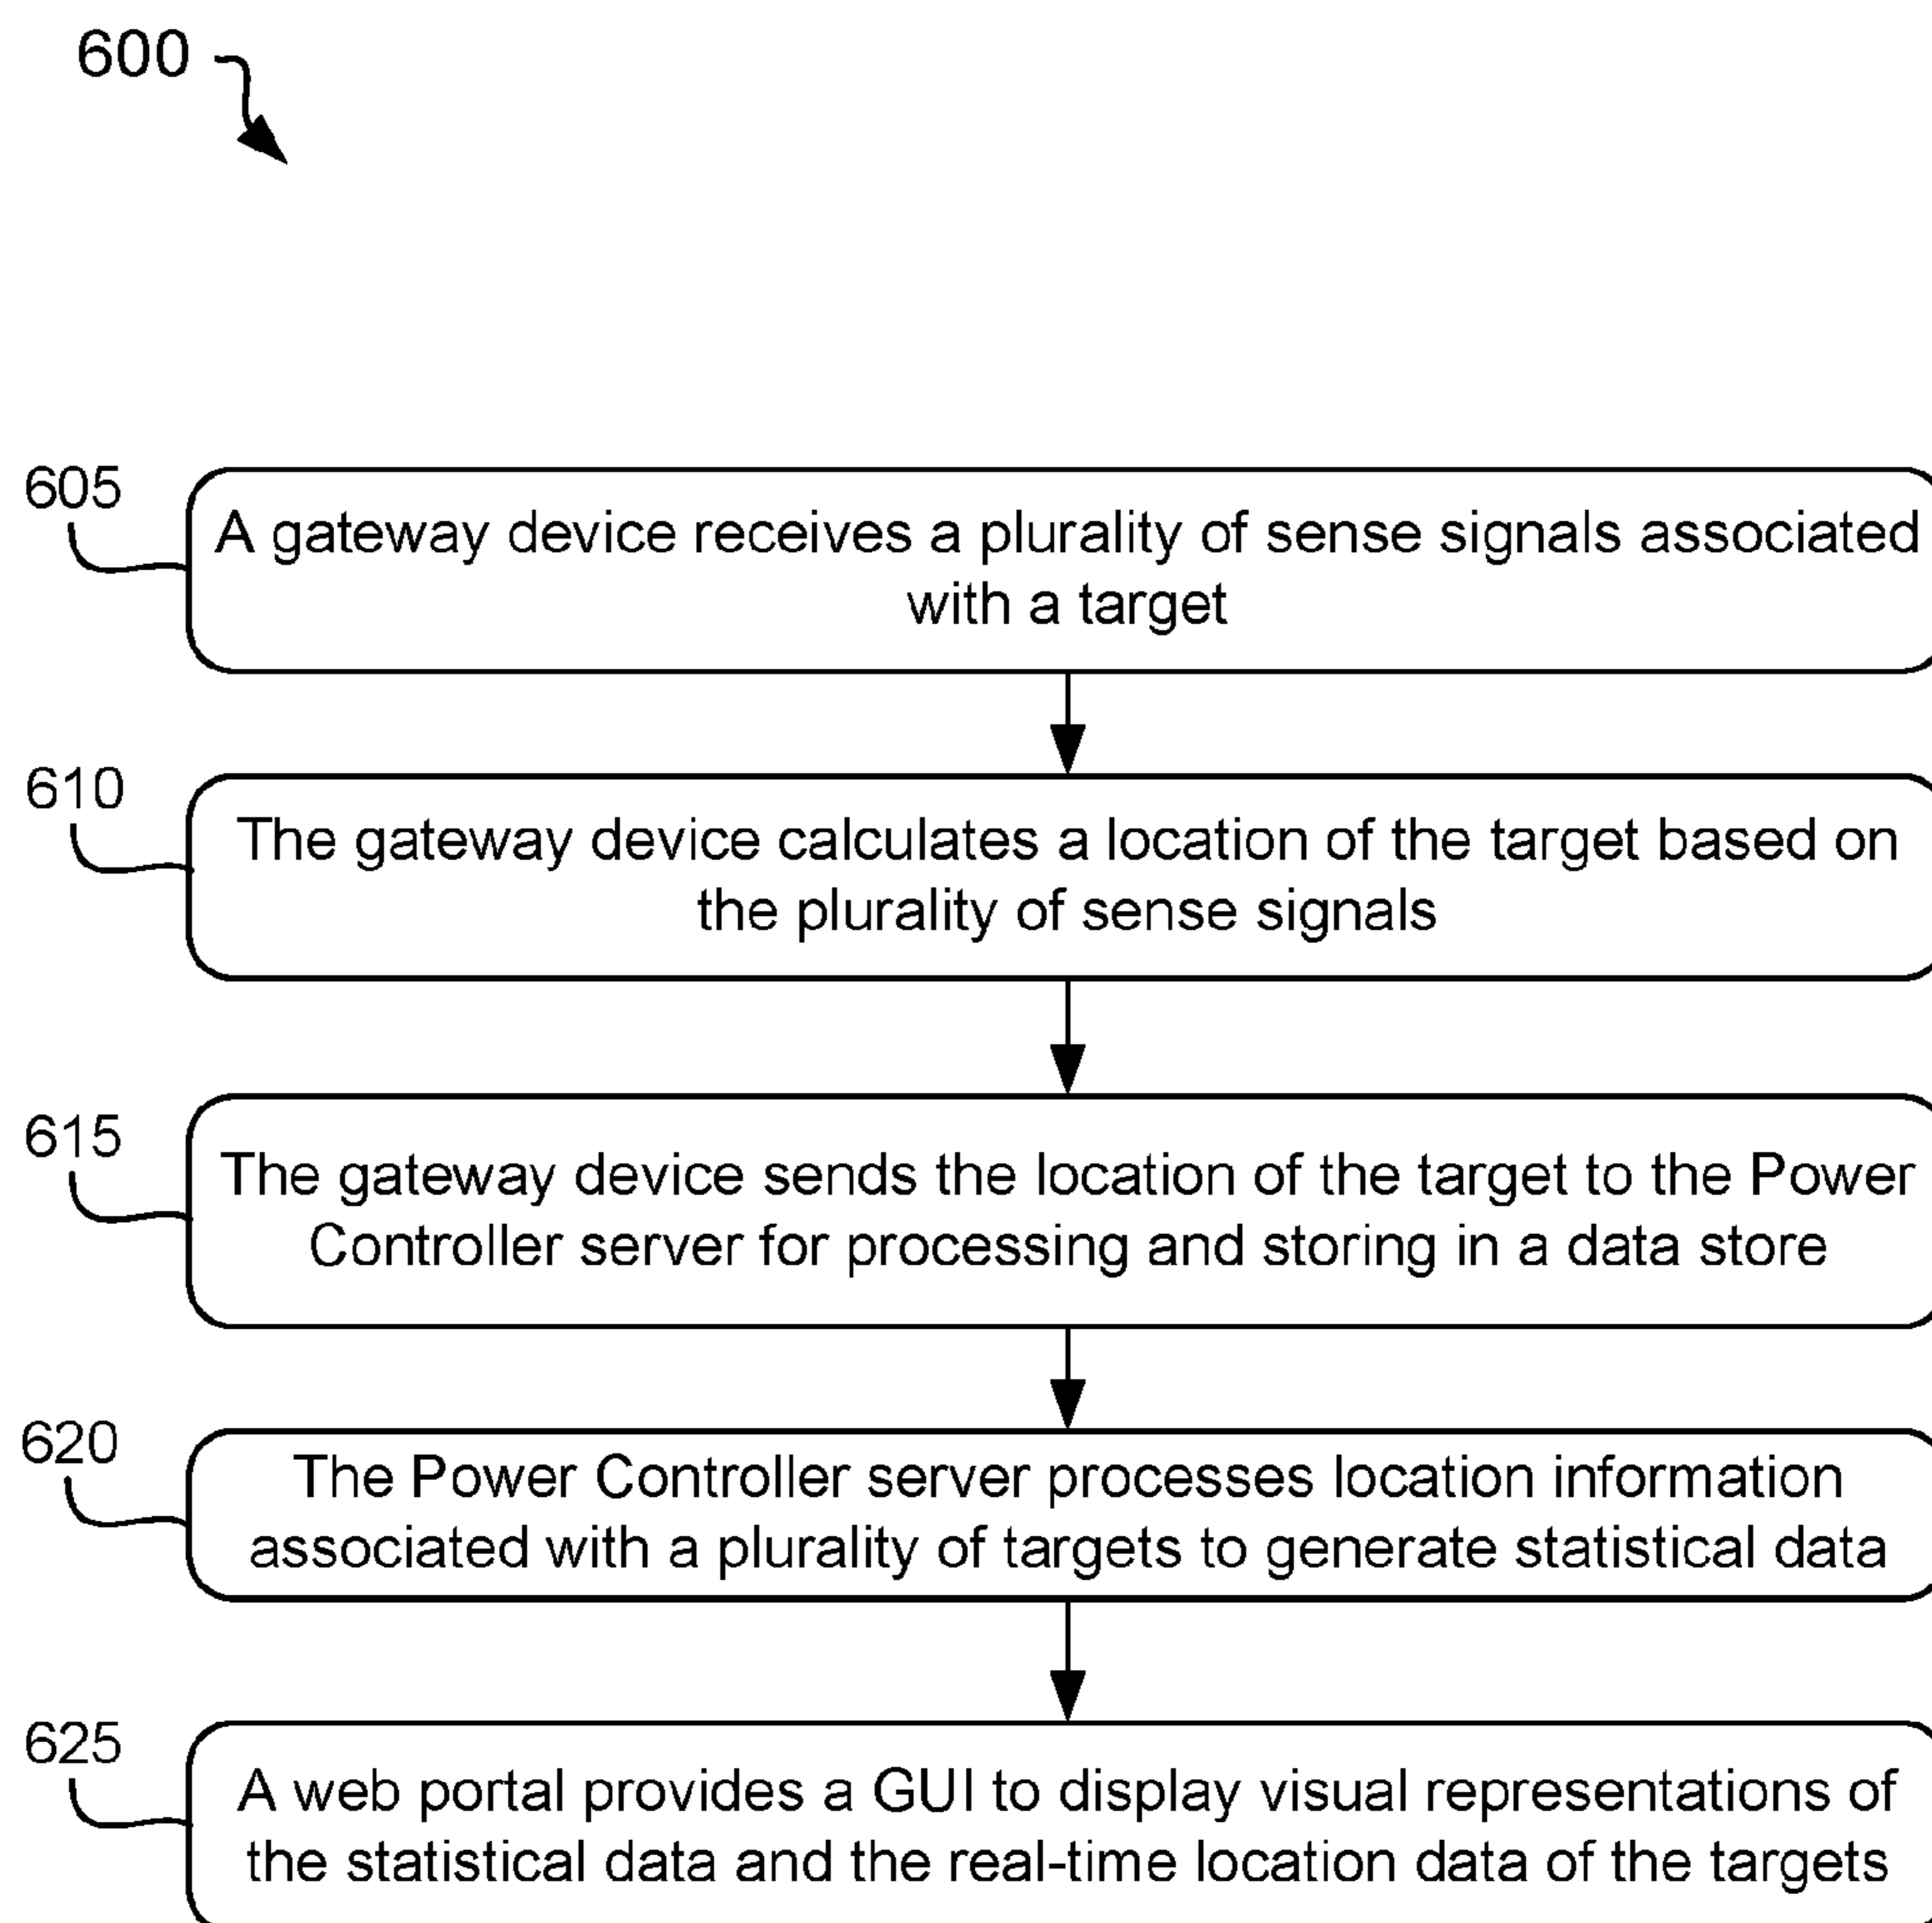 600
605
A gateway device receives a plurality of sense signals associated
with a target
610
The gateway device calculates a location of the target based on
the plurality of sense signals
615
The gateway device sends the location of the target to the Power
Controller server for processing and storing in a data store
620
The Power Controller server processes location information
associated with a plurality of targets to generate statistical data
625
A web portal provides a GUI to display visual representations of
the statistical data and the real-time location data of the targets